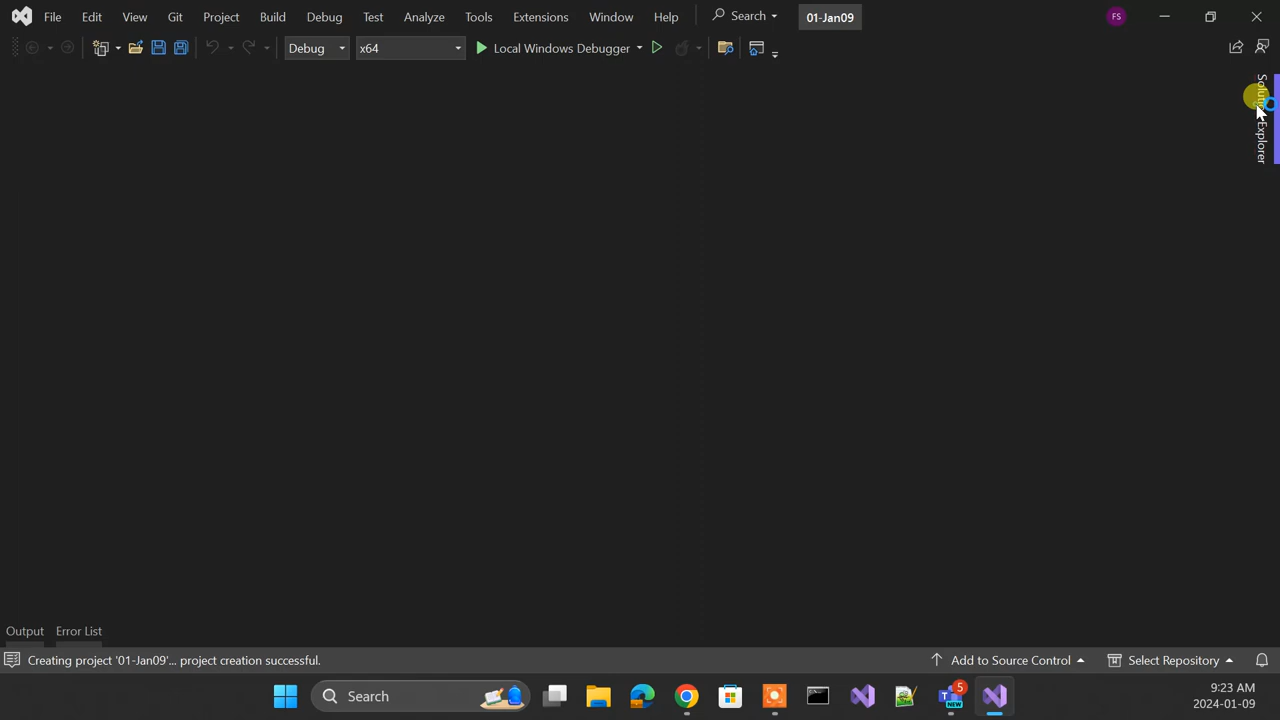 File Edit View Git Project Build Debug Test Analyze Tools Extensions Window Help Search 01-Jan09 FS
Debug x64 Local Windows Debugger
Solution Explorer
Output Error List
Creating project '01-Jan09'... project creation successful. Add to Source Control Select Repository
Search 5 NEW 9:23 AM
2024-01-09